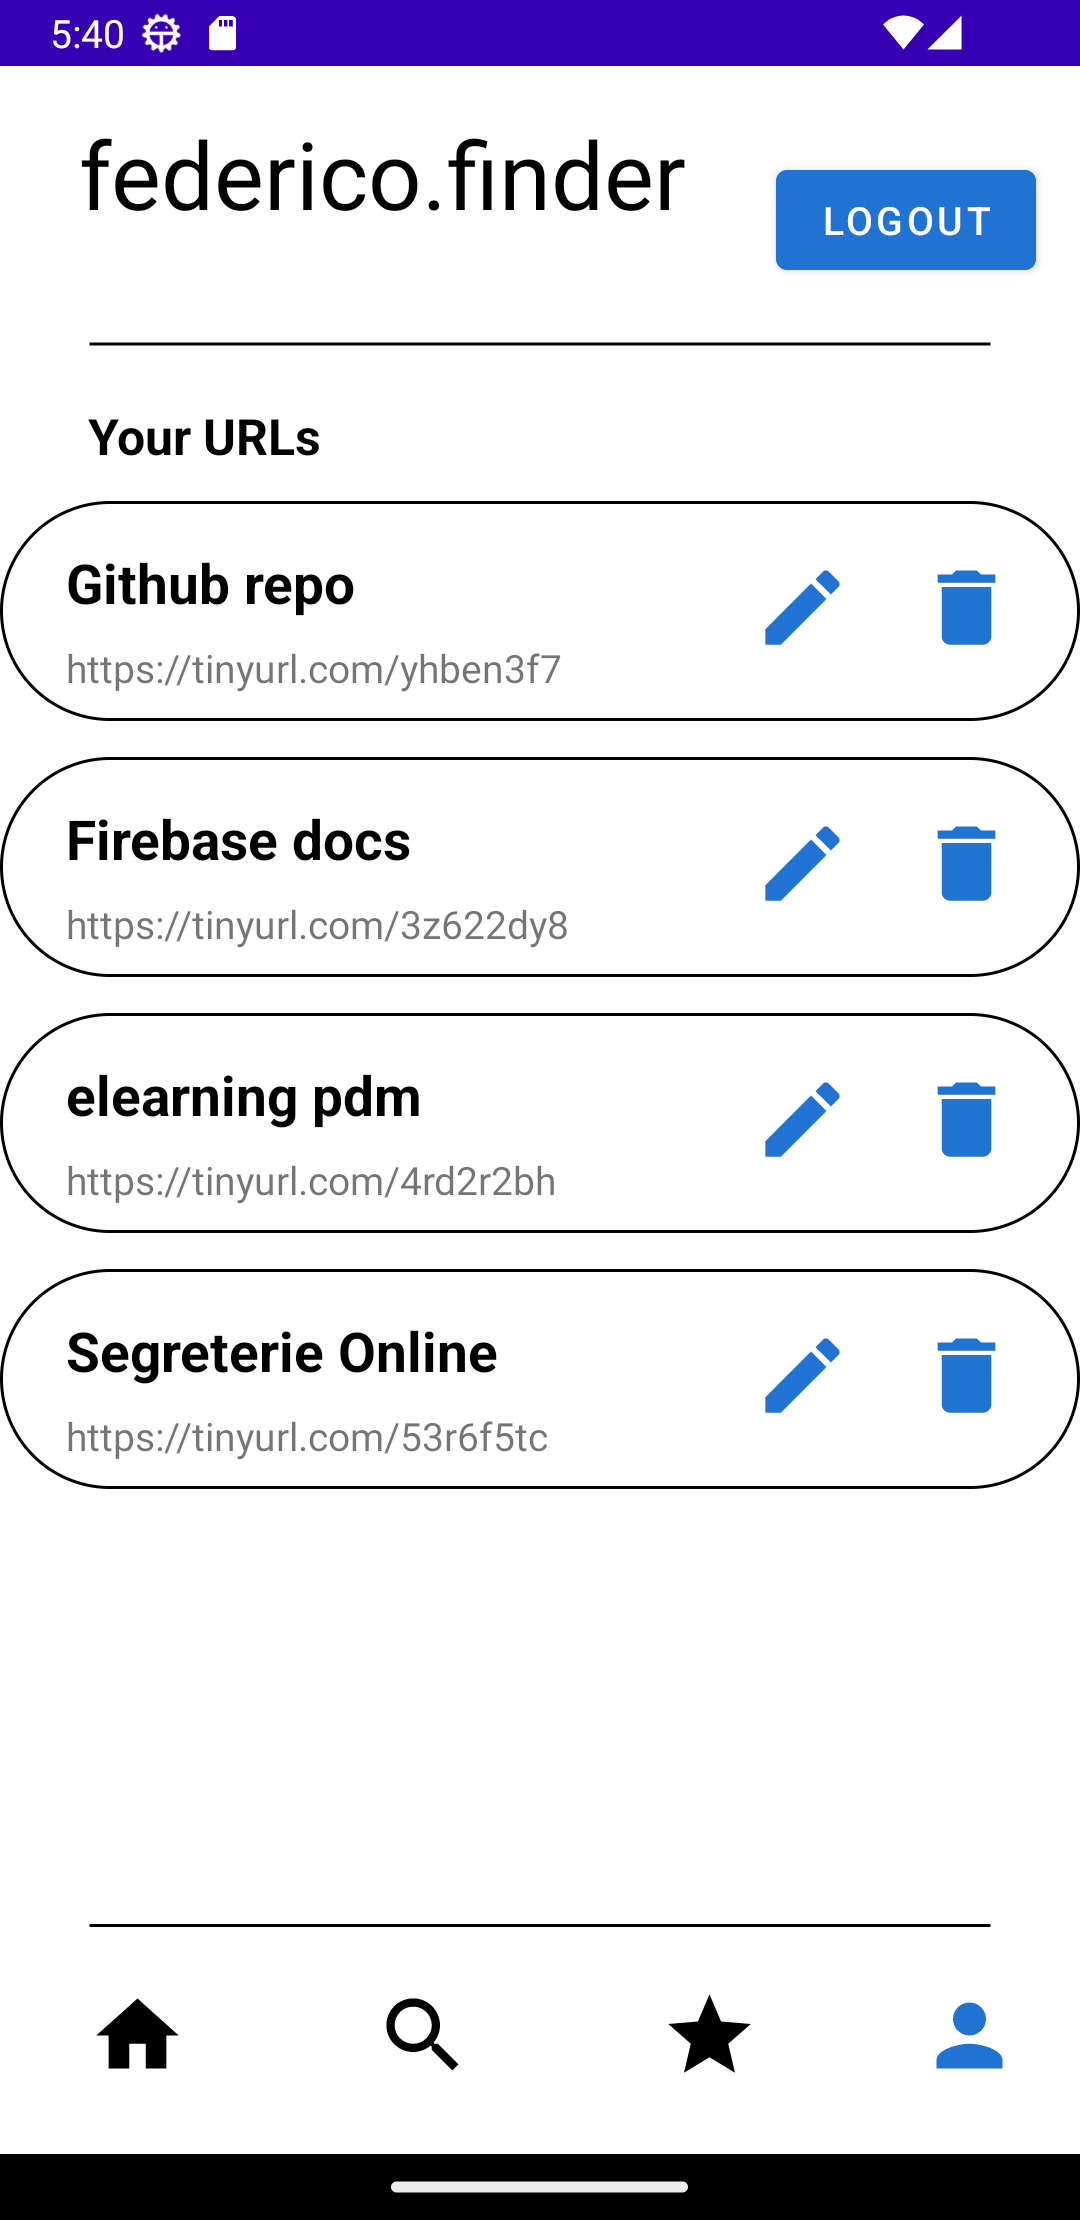 5:40
federico.finder
LOGOUT
Your URLs
Github repo
https://tinyurl.com/yhben3f7
Firebase docs
https://tinyurl.com/3z622dy8
elearning pdm
https://tinyurl.com/4rd2r2bh
Segreterie Online
https://tinyurl.com/53r6f5tc